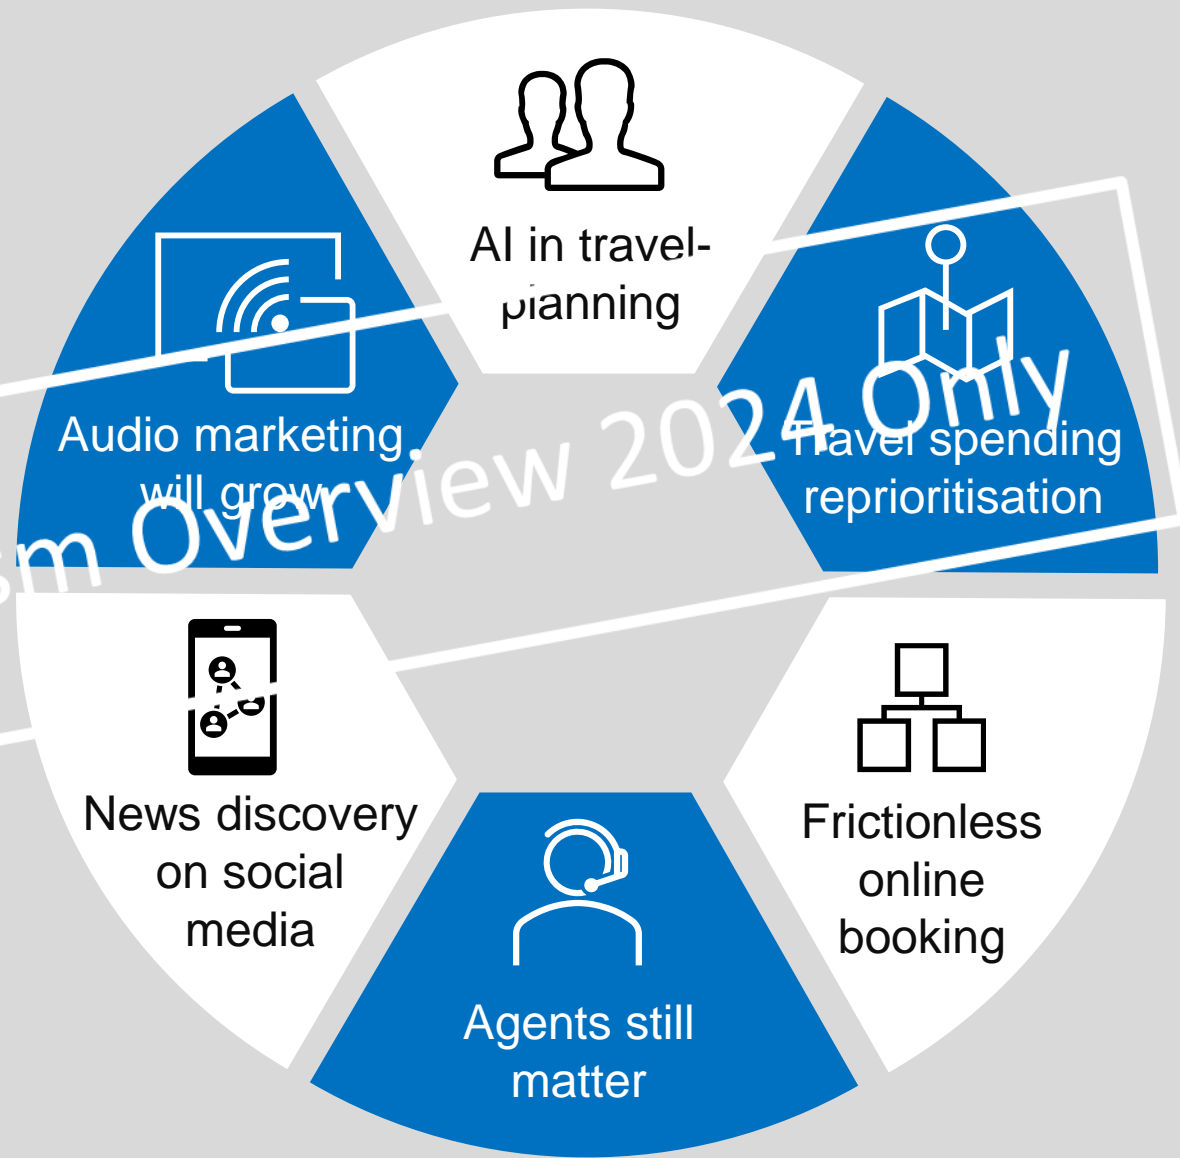 AI in travel-
planning
Travel spending
reprioritisation
Frictionless
online
booking
Agents still
matter
News discovery
on social
media
Audio marketing
will grow
Overview 2024 Only